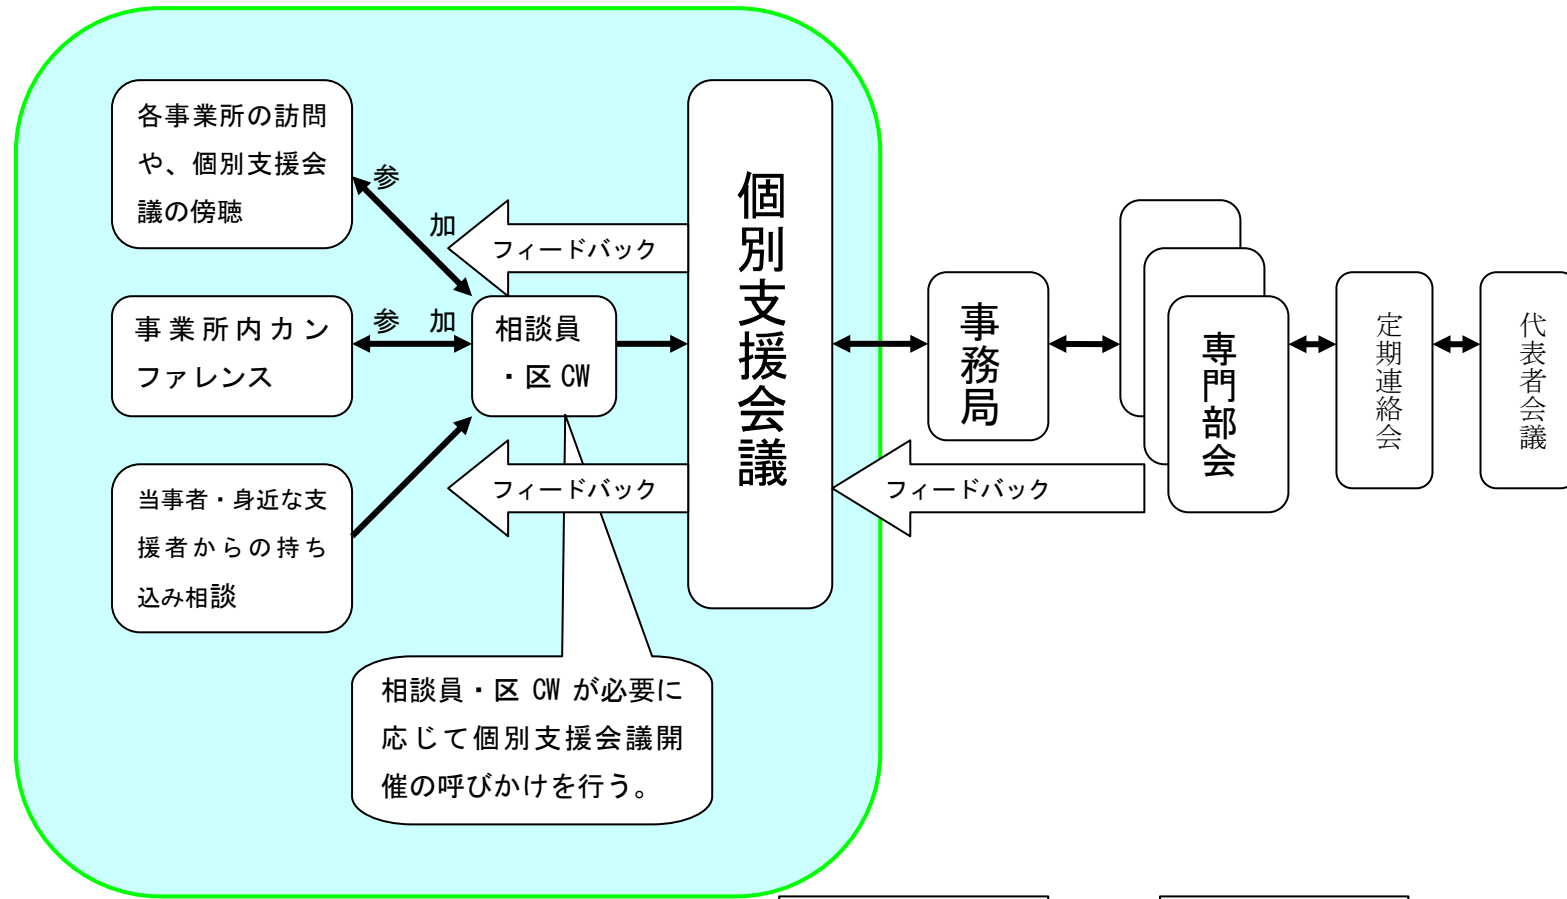 各事業所の訪問
や、個別支援会
議の傍聴
参
加
フィードバック
事業所内カン
ファレンス
参 加
相談員
・区 CW
当事者・身近な支
援者からの持ち
込み相談
フィードバック
相談員・区 CW が必要に
応じて個別支援会議開
催の呼びかけを行う。
個別支援会議
事務局
フィードバック
専門部会
定期連絡会
代表者会議